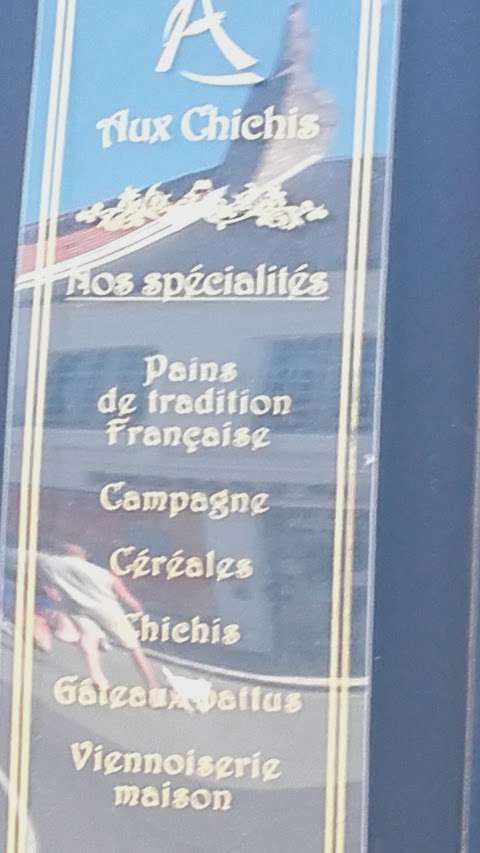 A
Aux Chichis
Nos spécialités
Pains
de tradition
Française
Campagne
Céréales
Chichis
Gâteaux battus
Viennoiserie
maison